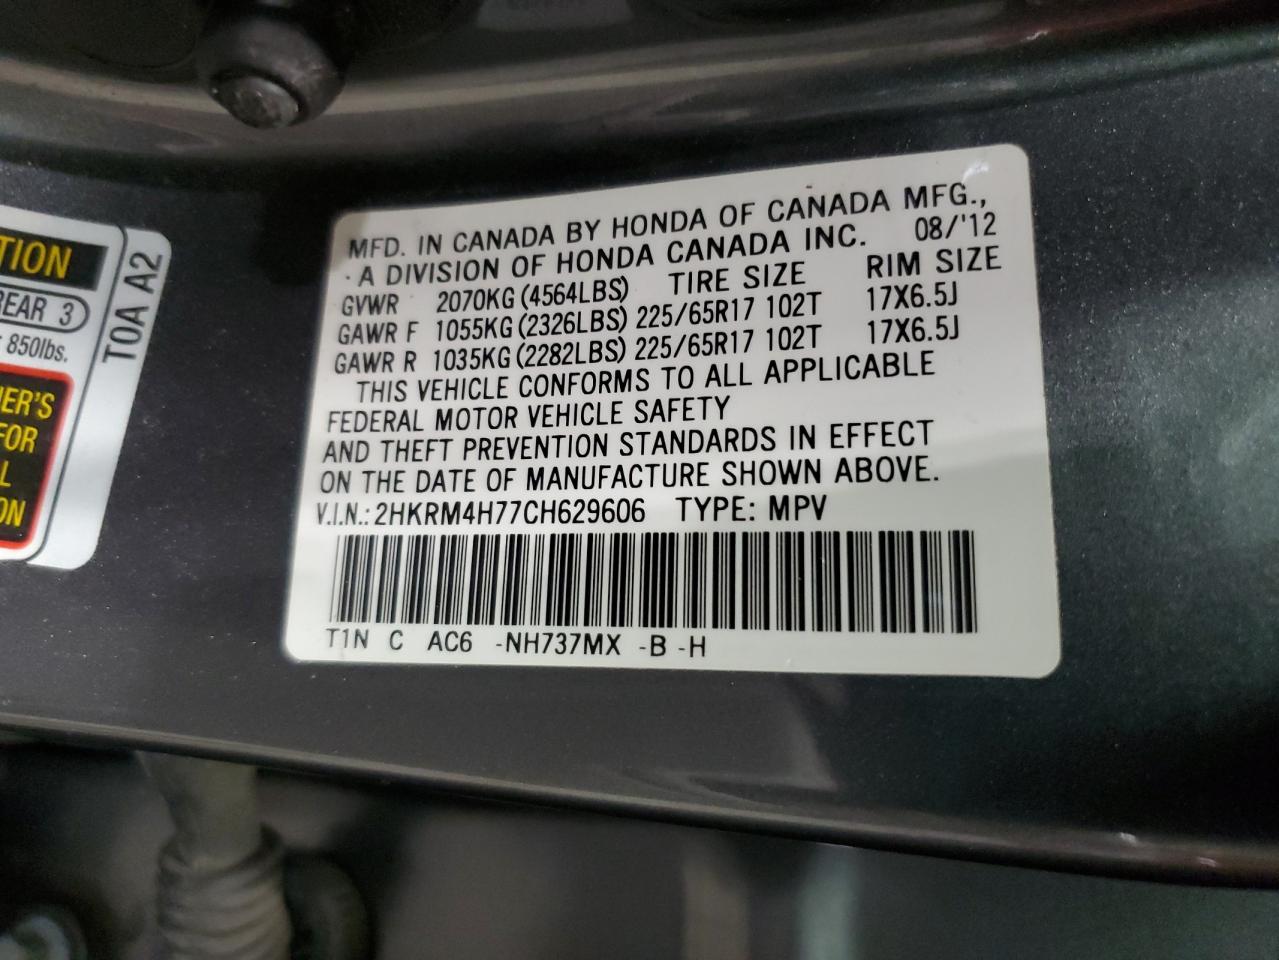 TION
REAR 3
850lbs.
ER'S
FOR
L
ON
T0A A2
MFD. IN CANADA BY HONDA OF CANADA MFG.,
A DIVISION OF HONDA CANADA INC. 08/'12
GVWR 2070KG (4564LBS) TIRE SIZE RIM SIZE
GAWR F 1055KG (2326LBS) 225/65R17 102T 17X6.5J
GAWR R 1035KG (2282LBS) 225/65R17 102T 17X6.5J
THIS VEHICLE CONFORMS TO ALL APPLICABLE
FEDERAL MOTOR VEHICLE SAFETY
AND THEFT PREVENTION STANDARDS IN EFFECT
ON THE DATE OF MANUFACTURE SHOWN ABOVE.
V.I.N.: 2HKRM4H77CH629606 TYPE: MPV
T1N C AC6 -NH737MX -B -H